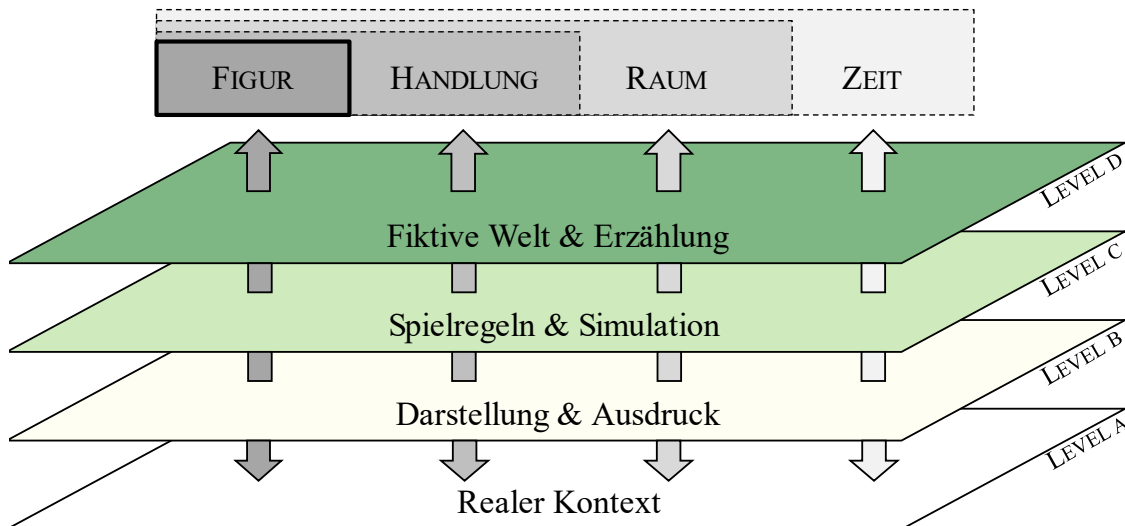 FIGUR HANDLUNG RAUM ZEIT
LEVEL D
Fiktive Welt & Erzählung
LEVEL C
Spielregeln & Simulation
LEVEL B
Darstellung & Ausdruck
LEVEL A
Realer Kontext